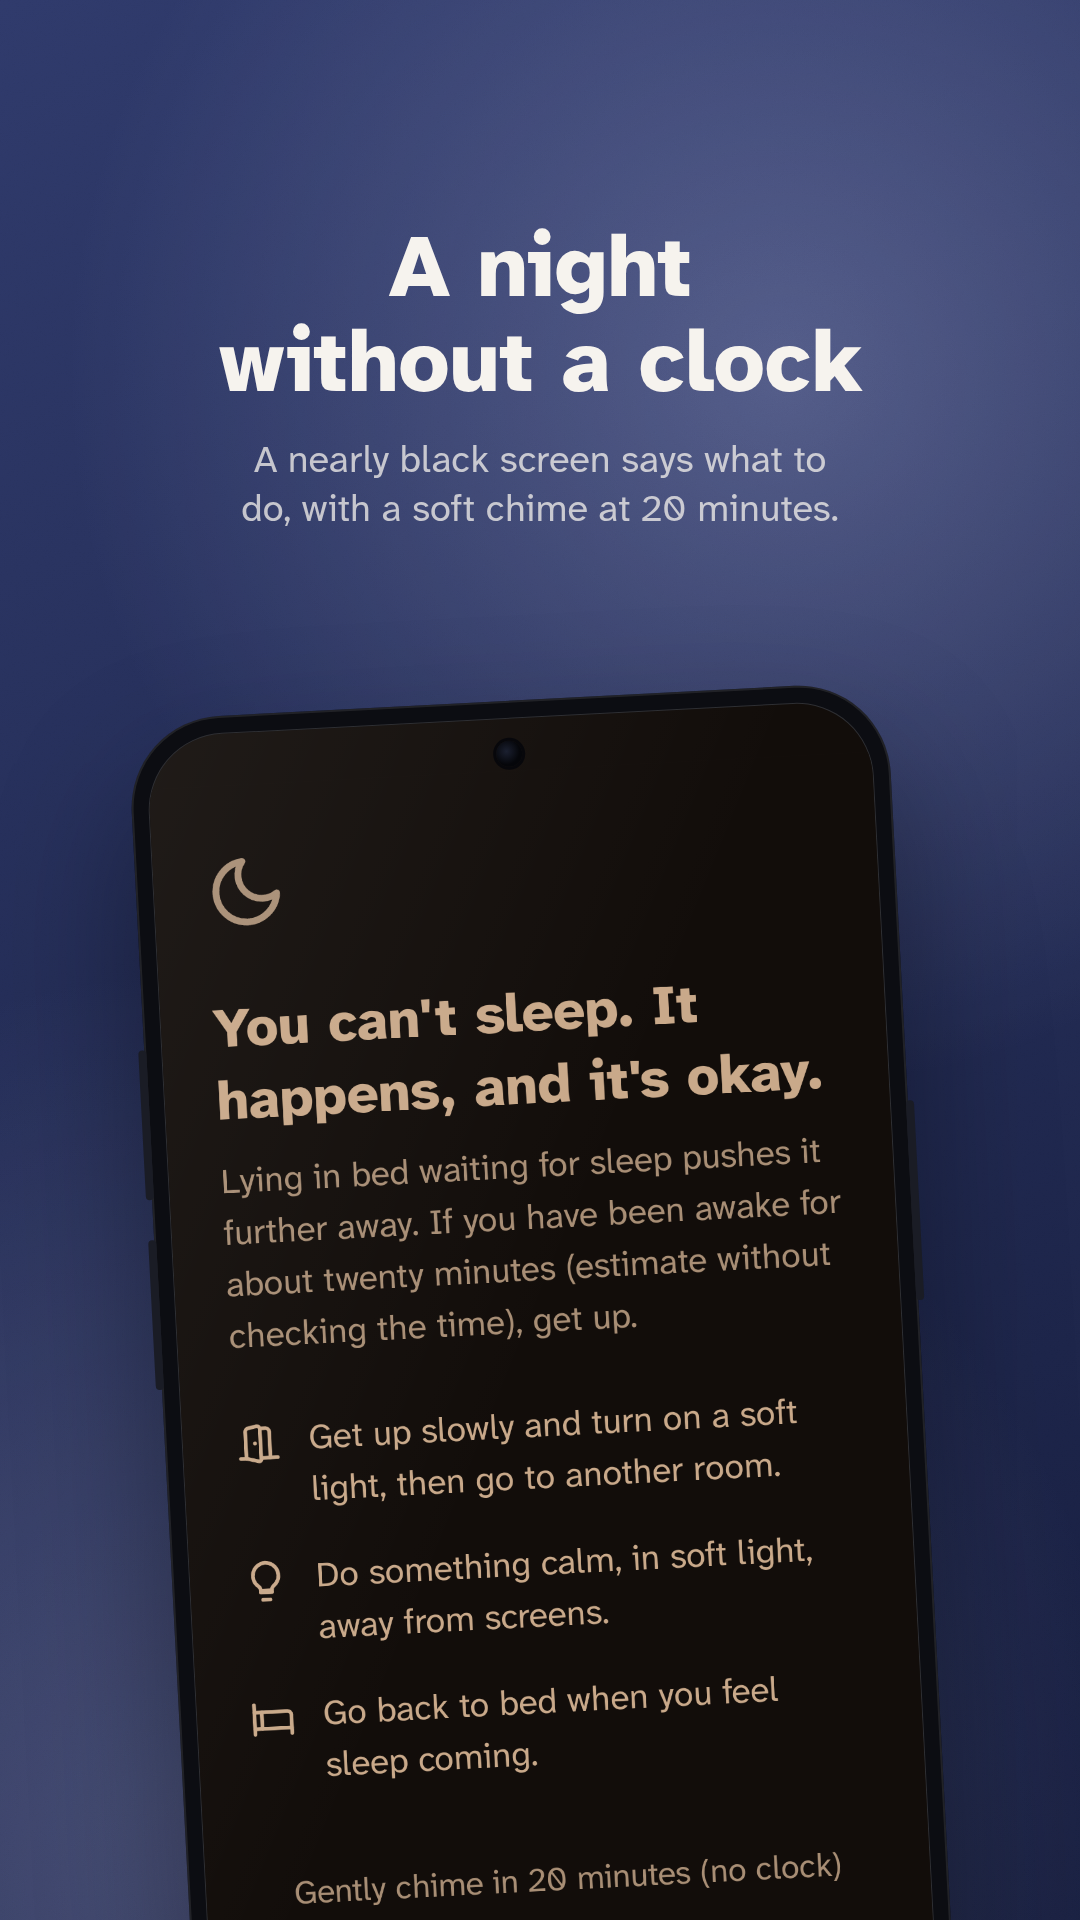 A night
without a clock
A nearly black screen says what to
do, with a soft chime at 20 minutes.
You can't sleep. It
happens, and it's okay.
Lying in bed waiting for sleep pushes it
further away. If you have been awake for
about twenty minutes (estimate without
checking the time), get up.
Get up slowly and turn on a soft
light, then go to another room.
Do something calm, in soft light,
away from screens.
Go back to bed when you feel
sleep coming.
Gently chime in 20 minutes (no clock)